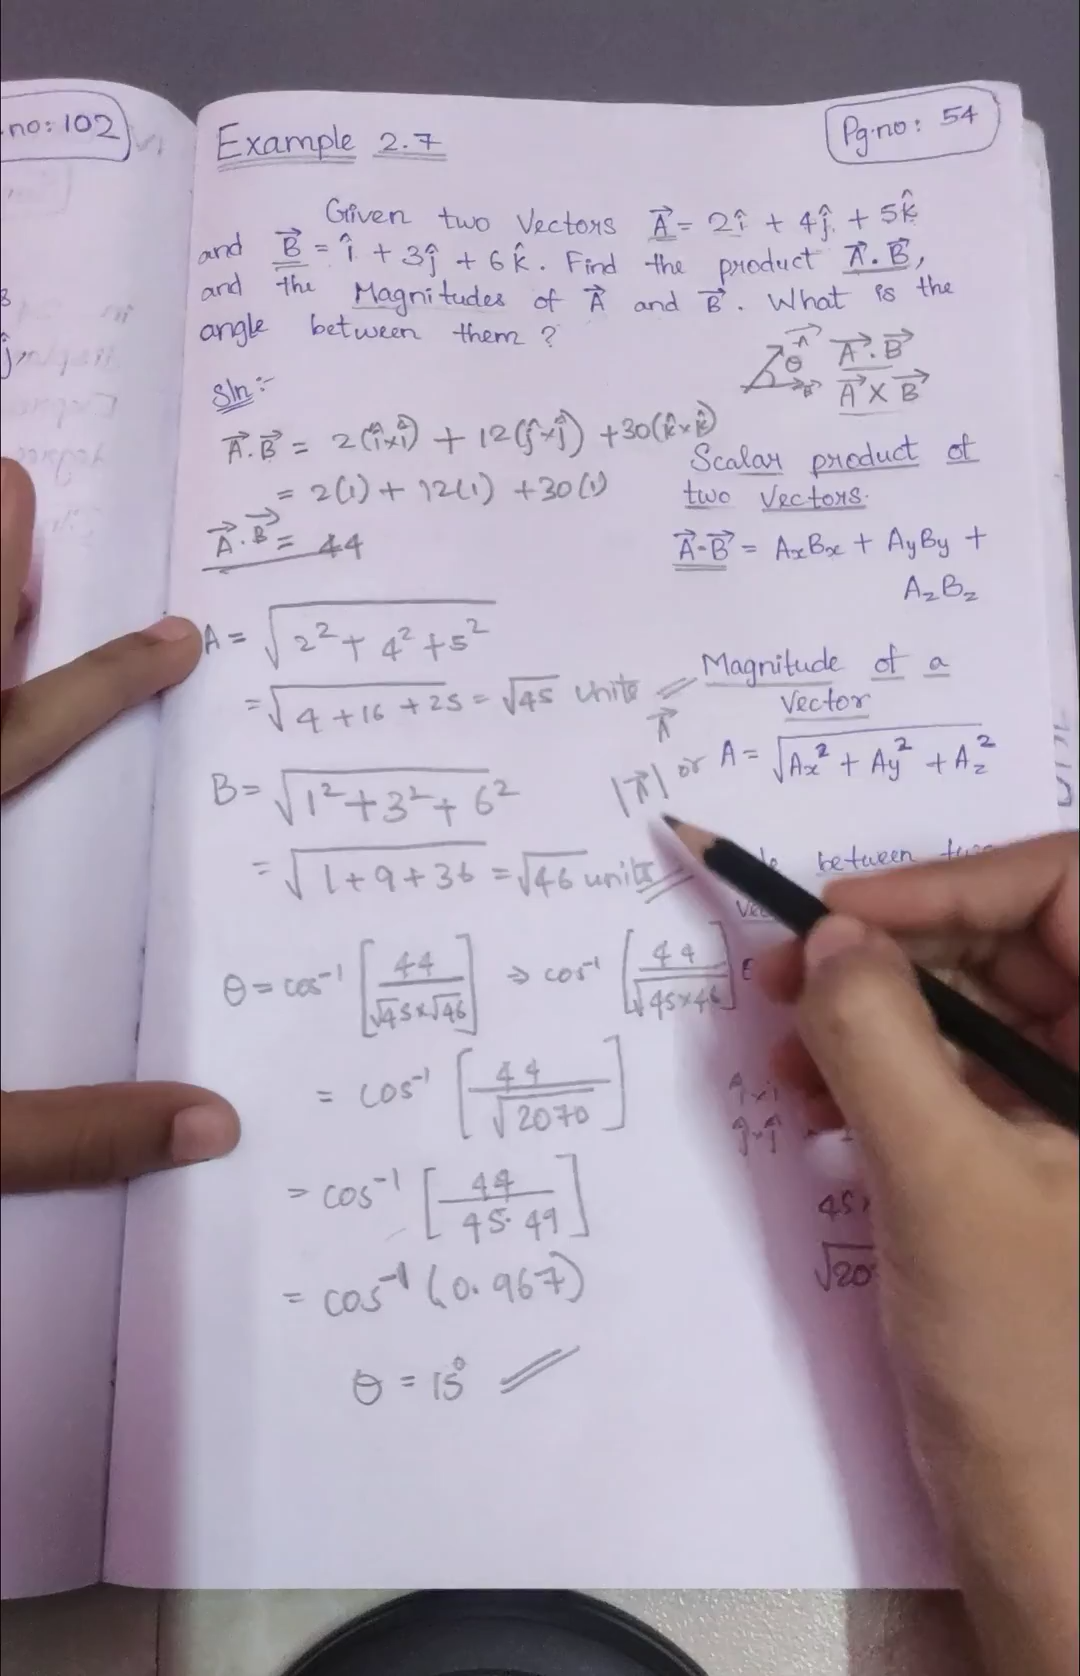 .no: 102
Pg.no: 54
Example 2.7
Given two Vectors A⃗ = 2î + 4ĵ + 5k̂
and B⃗ = î + 3ĵ + 6k̂. Find the product A⃗.B⃗,
and the Magnitudes of A⃗ and B⃗. What is the
angle between them ?
Sln:-
A⃗.B⃗ = 2(î×î) + 12(ĵ×ĵ) +30(k̂×k̂)
= 2(1) + 12(1) +30(1)
A⃗.B⃗ = 44
A = √(2² + 4² + 5²)
= √(4 + 16 + 25) = √45 units
B = √(1² + 3² + 6²)
= √(1 + 9 + 36) = √46 units
θ = cos⁻¹ [44/(√45×√46)] ⇒ cos⁻¹ [44/√(45×46)]
= cos⁻¹ [44/√2070]
= cos⁻¹ [44/45.49]
= cos⁻¹ (0.967)
θ = 15°
A⃗
θ
B⃗
A⃗.B⃗
A⃗ × B⃗
Scalar product of
two Vectors.
A⃗.B⃗ = AxBx + AyBy +
AzBz
Magnitude of a
Vector
A⃗
|A⃗| or A = √(Ax² + Ay² + Az²)
between
45
√20